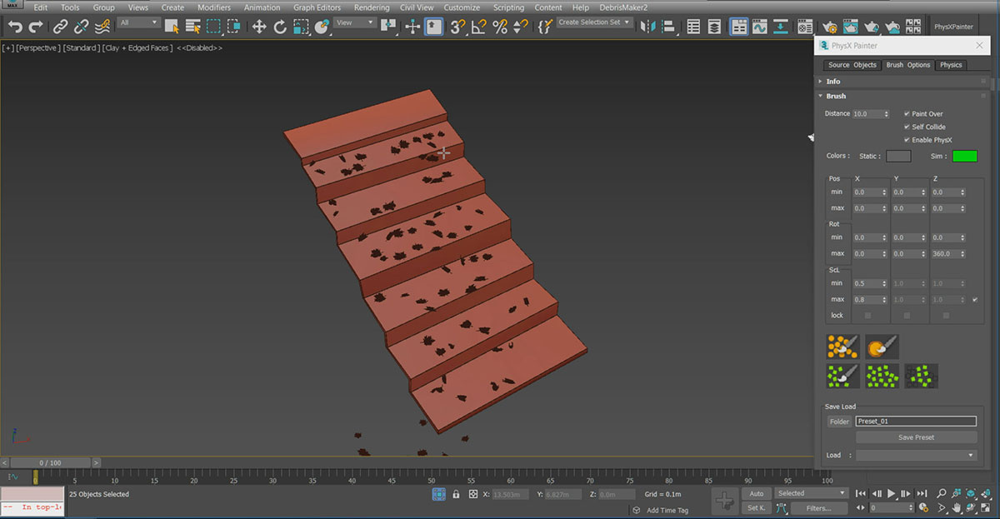 MAX
Edit Tools Group Views Create Modifiers Animation Graph Editors Rendering Civil View Customize Scripting Content Help DebrisMaker2
All View Create Selection Set PhysXPainter
[+] [Perspective ] [Standard ] [Clay + Edged Faces ] <<Disabled>>
3 PhysX Painter
Source Objects Brush Options Physics
Info
Brush
Distance 10.0 Paint Over
Self Collide
Enable PhysX
Colors : Static : Sim :
Pos X Y Z
min 0.0 0.0 0.0
max 0.0 0.0 0.0
Rot
min 0.0 0.0 0.0
max 0.0 0.0 360.0
ScL
min 0.5 1.0 1.0
max 0.8 1.0 1.0
lock
Save Load
Folder Preset_01
Save Preset
Load :
z
x
< 0 / 100 >
0 5 10 15 20 25 30 35 40 45 50 55 60 65 70 75 80 85 90 95 100
25 Objects Selected X: 13.503m Y: 6.827m Z: 0.0m Grid = 0.1m Auto Selected
-- In top-l
Add Time Tag Set K. Filters... 0